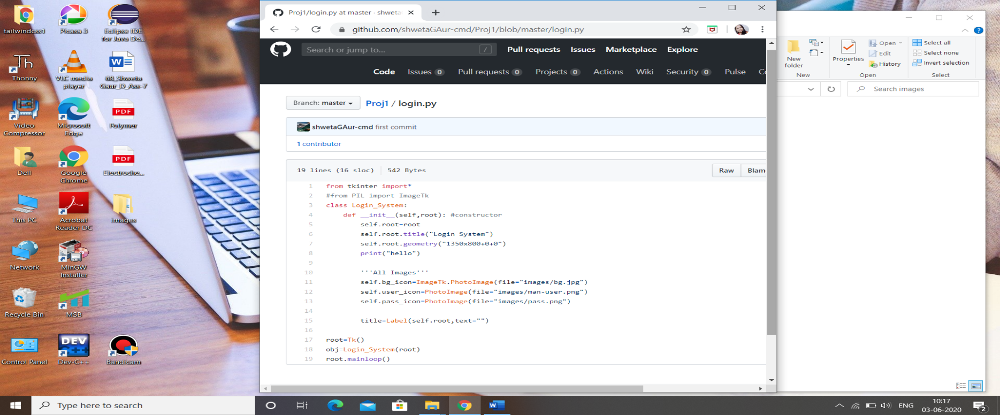 tailwindcss1
Picasa 3
Eclipse IDE
for Java De...
Thonny
VLC media
player
68_Shweta
Gaur_D_Ass-7
Video
Compressor
Microsoft
Edge
Polymer
Dell
Google
Chrome
Electroche...
This PC
Acrobat
Reader DC
images
Network
MinGW
Installer
Recycle Bin
MSB
Control Panel
DEV
C++
Dev-C++
Bandicam
Th
W
PDF
PDF
Proj1/login.py at master · shweta
github.com/shwetaGAur-cmd/Proj1/blob/master/login.py
Search or jump to... /
Pull requests Issues Marketplace Explore
Code Issues 0 Pull requests 0 Projects 0 Actions Wiki Security 0 Pulse
Branch: master Proj1 / login.py
shwetaGAur-cmd first commit
1 contributor
19 lines (16 sloc) 542 Bytes Raw Blam
1 from tkinter import*
2 #from PIL import ImageTk
3 class Login_System:
4 def __init__(self,root): #constructor
5 self.root=root
6 self.root.title("Login System")
7 self.root.geometry("1350x800+0+0")
8 print("hello")
9
10 '''All Images'''
11 self.bg_icon=ImageTk.PhotoImage(file="images/bg.jpg")
12 self.user_icon=PhotoImage(file="images/man-user.png")
13 self.pass_icon=PhotoImage(file="images/pass.png")
14
15 title=Label(self.root,text="")
16
17 root=Tk()
18 obj=Login_System(root)
19 root.mainloop()
New
folder
New
Properties
Open
Edit
History
Open
Select all
Select none
Invert selection
Select
Search images
Type here to search
W
ENG
10:17
03-06-2020
2